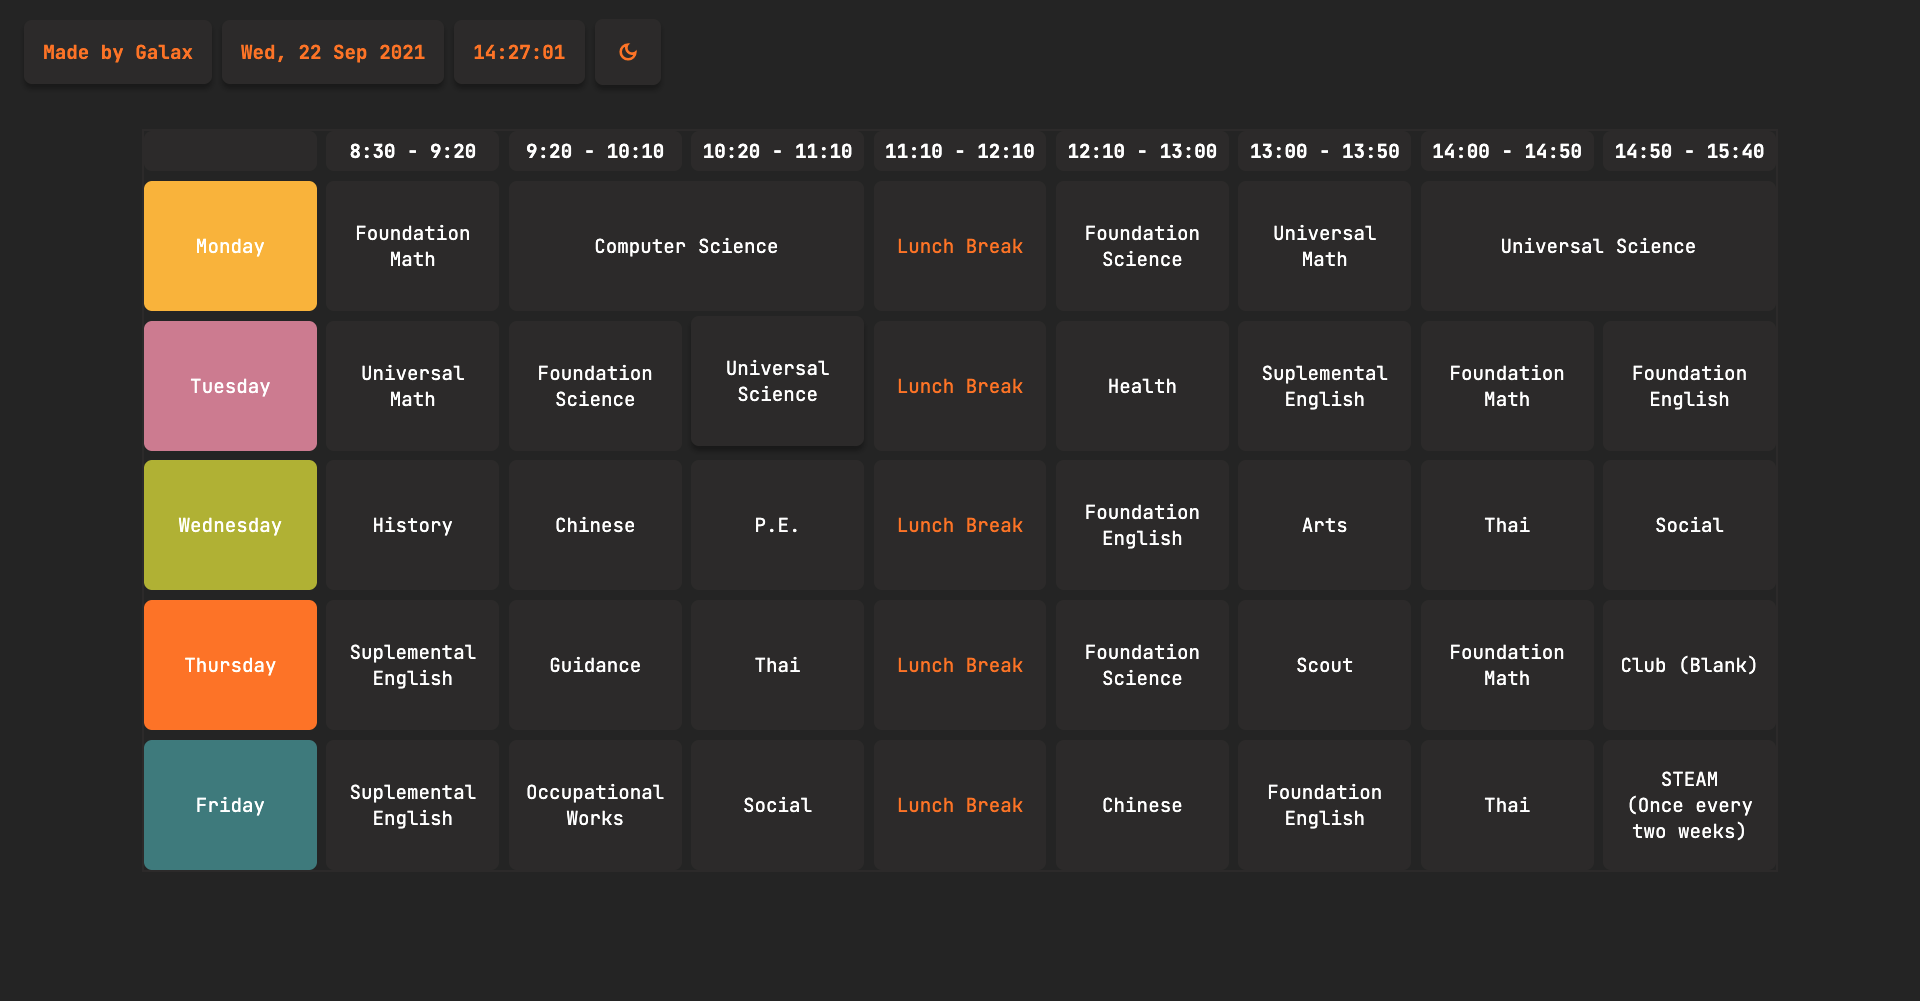 Made by Galax
Wed, 22 Sep 2021
14:27:01
8:30 - 9:20
9:20 - 10:10
10:20 - 11:10
11:10 - 12:10
12:10 - 13:00
13:00 - 13:50
14:00 - 14:50
14:50 - 15:40
Monday
Foundation
Math
Computer Science
Lunch Break
Foundation
Science
Universal
Math
Universal Science
Tuesday
Universal
Math
Foundation
Science
Universal
Science
Lunch Break
Health
Suplemental
English
Foundation
Math
Foundation
English
Wednesday
History
Chinese
P.E.
Lunch Break
Foundation
English
Arts
Thai
Social
Thursday
Suplemental
English
Guidance
Thai
Lunch Break
Foundation
Science
Scout
Foundation
Math
Club (Blank)
Friday
Suplemental
English
Occupational
Works
Social
Lunch Break
Chinese
Foundation
English
Thai
STEAM
(Once every
two weeks)